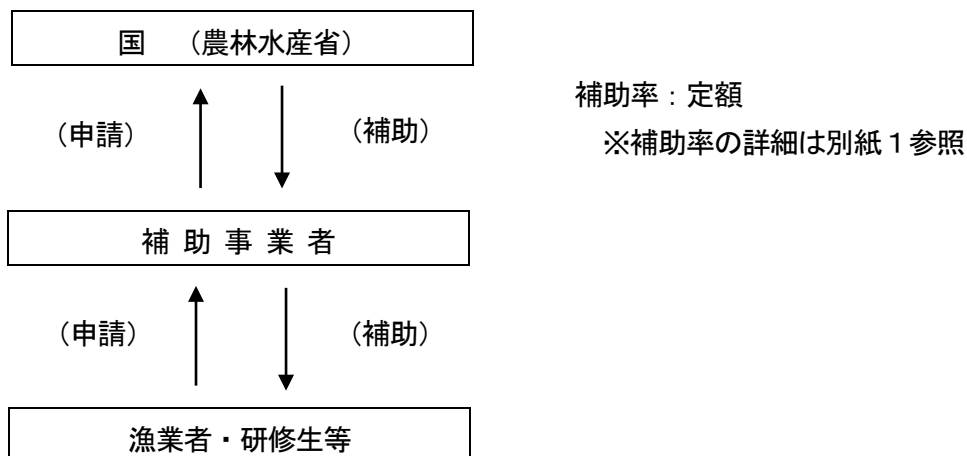 国　（農林水産省）
補助率：定額
（申請）　（補助）
※補助率の詳細は別紙１参照
補 助 事 業 者
（申請）　（補助）
漁業者・研修生等